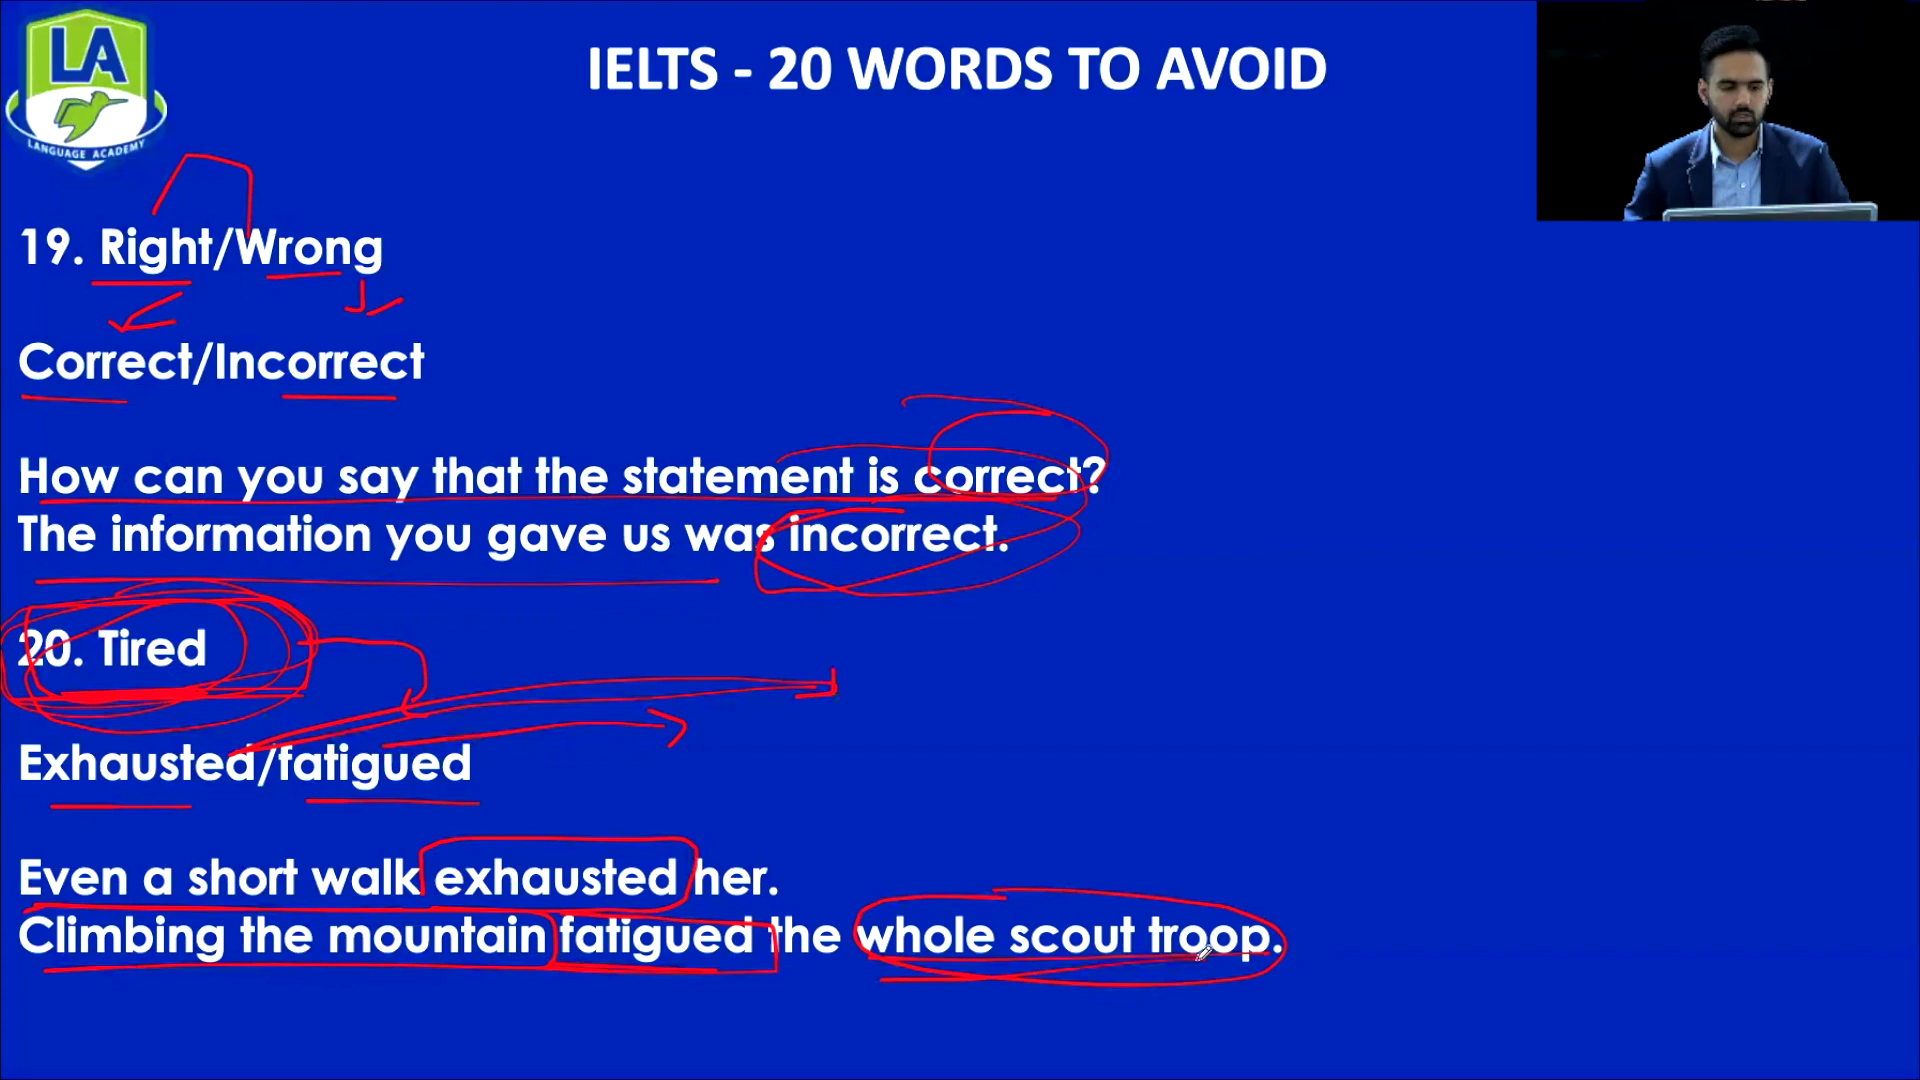 LA
LANGUAGE ACADEMY
IELTS - 20 WORDS TO AVOID
19. Right/Wrong
Correct/Incorrect
How can you say that the statement is correct?
The information you gave us was incorrect.
20. Tired
Exhausted/fatigued
Even a short walk exhausted her.
Climbing the mountain fatigued the whole scout troop.